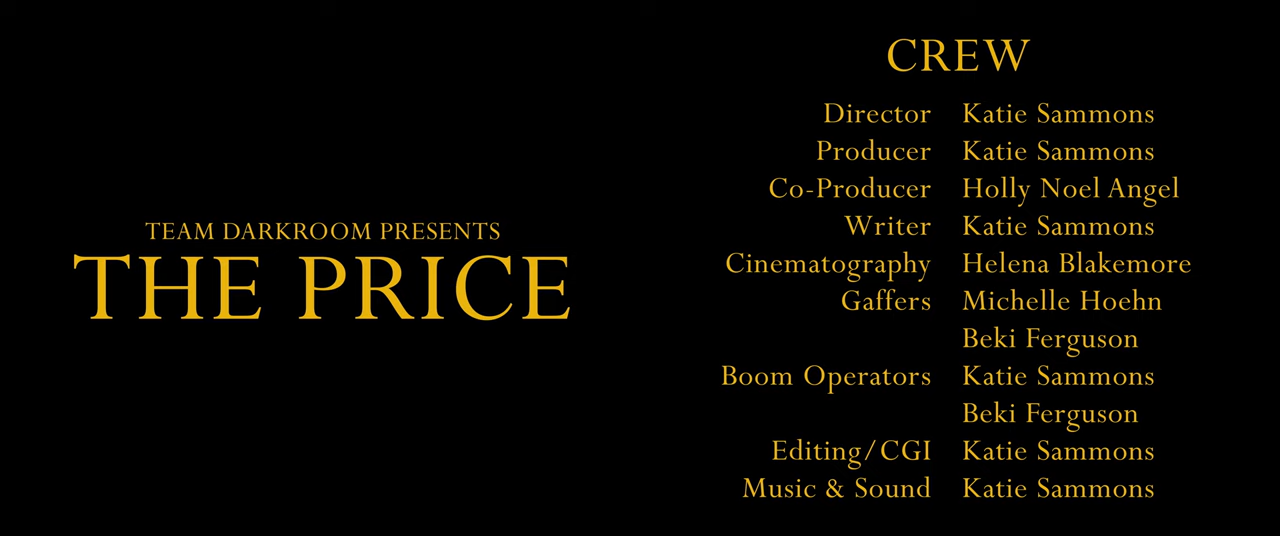 TEAM DARKROOM PRESENTS
THE PRICE
CREW
Director Katie Sammons
Producer Katie Sammons
Co-Producer Holly Noel Angel
Writer Katie Sammons
Cinematography Helena Blakemore
Gaffers Michelle Hoehn
Beki Ferguson
Boom Operators Katie Sammons
Beki Ferguson
Editing/CGI Katie Sammons
Music & Sound Katie Sammons